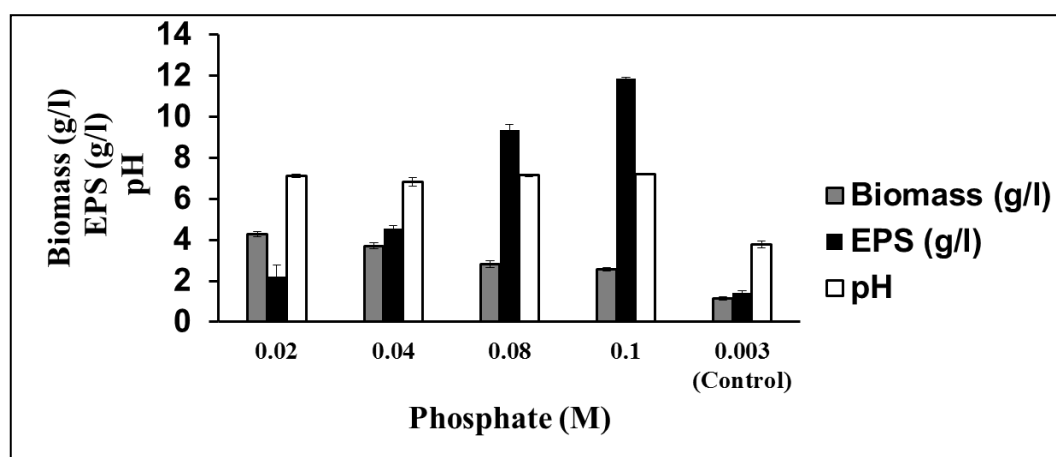 Biomass (g/l)
EPS (g/l)
pH
14
12
10
8
6
4
2
0
0.02
0.04
0.08
0.1
0.003
(Control)
Phosphate (M)
Biomass (g/l)
EPS (g/l)
pH